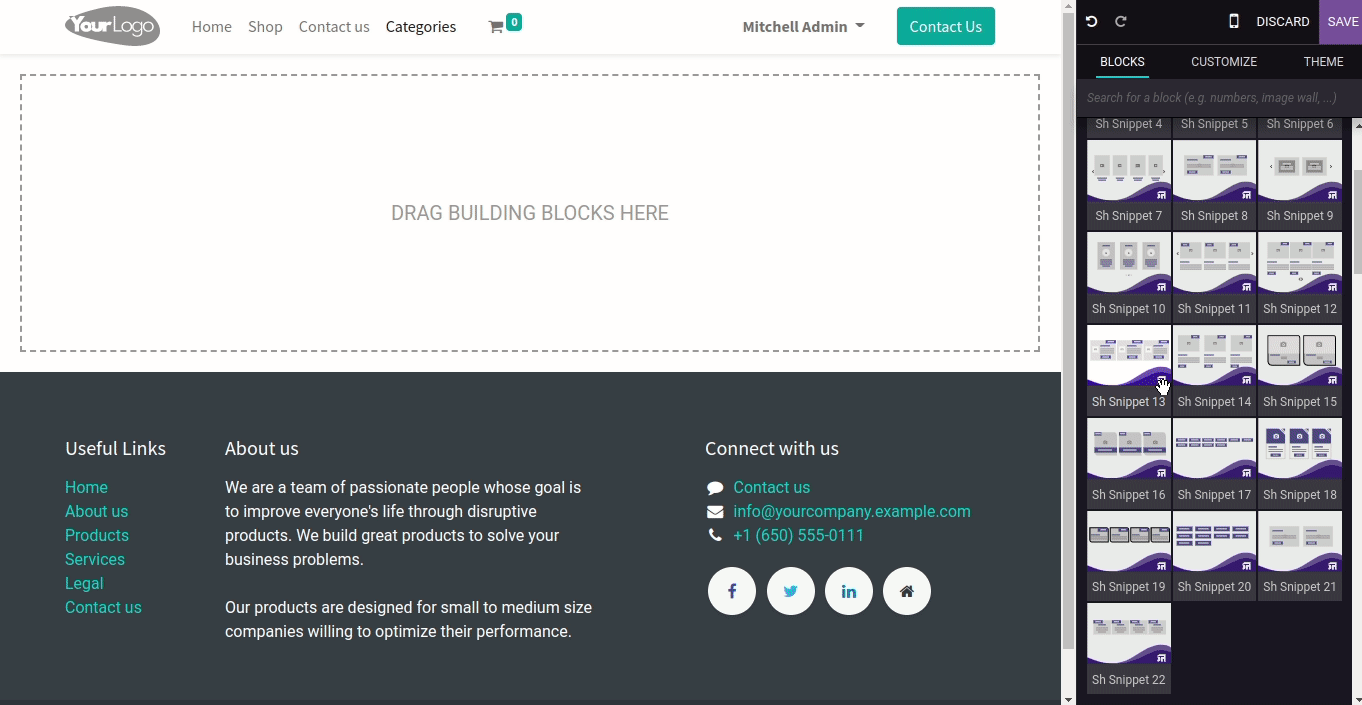 YourLogo
Home Shop Contact us Categories 0 Mitchell Admin Contact Us
DISCARD SAVE
BLOCKS CUSTOMIZE THEME
Search for a block (e.g. numbers, image wall, ...)
DRAG BUILDING BLOCKS HERE
Sh Snippet 4 Sh Snippet 5 Sh Snippet 6
Sh Snippet 7 Sh Snippet 8 Sh Snippet 9
Sh Snippet 10 Sh Snippet 11 Sh Snippet 12
Sh Snippet 13 Sh Snippet 14 Sh Snippet 15
Sh Snippet 16 Sh Snippet 17 Sh Snippet 18
Sh Snippet 19 Sh Snippet 20 Sh Snippet 21
Sh Snippet 22
Useful Links
Home
About us
Products
Services
Legal
Contact us
About us
We are a team of passionate people whose goal is
to improve everyone's life through disruptive
products. We build great products to solve your
business problems.
Our products are designed for small to medium size
companies willing to optimize their performance.
Connect with us
Contact us
info@yourcompany.example.com
+1 (650) 555-0111